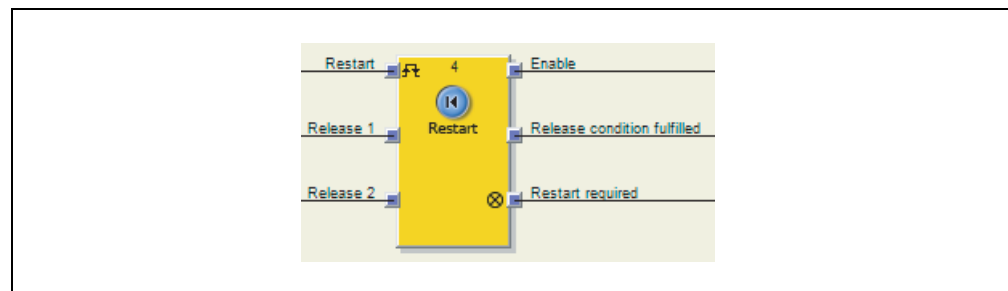 Restart 4 Enable
Release 1 Restart Release condition fulfilled
Release 2 Restart required